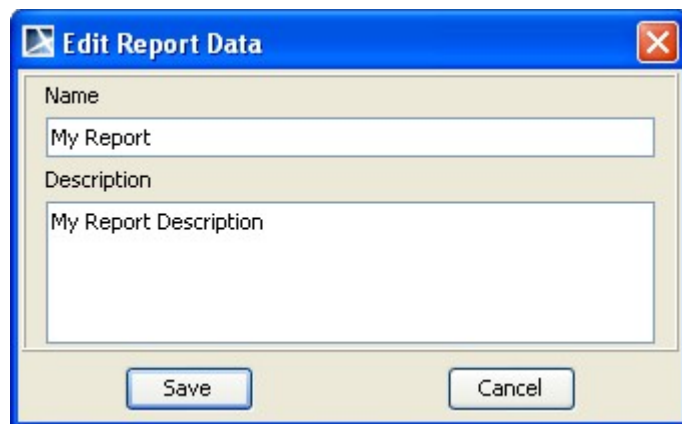 Edit Report Data
Name
My Report
Description
My Report Description
Save Cancel